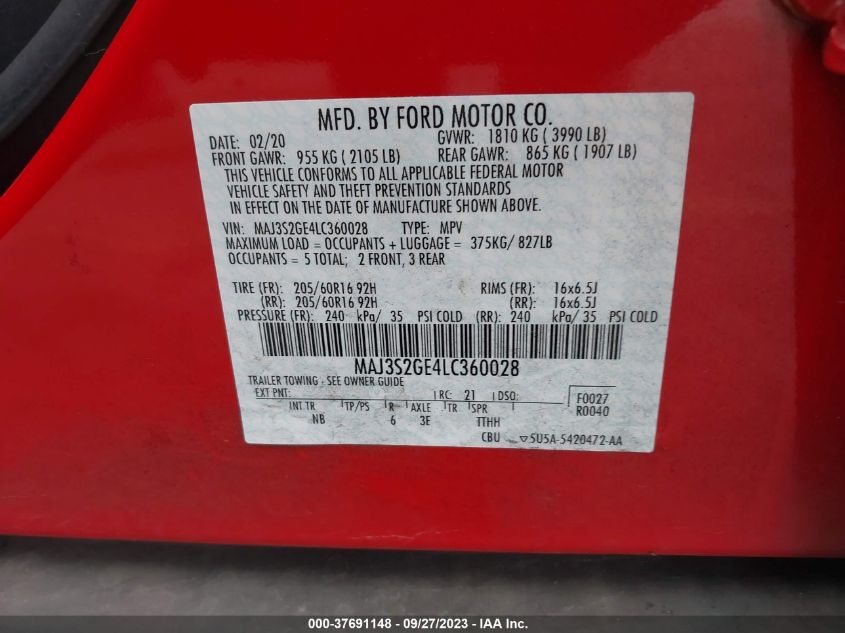 MFD. BY FORD MOTOR CO.
DATE: 02/20 GVWR: 1810 KG ( 3990 LB)
FRONT GAWR: 955 KG ( 2105 LB) REAR GAWR: 865 KG ( 1907 LB)
THIS VEHICLE CONFORMS TO ALL APPLICABLE FEDERAL MOTOR
VEHICLE SAFETY AND THEFT PREVENTION STANDARDS
IN EFFECT ON THE DATE OF MANUFACTURE SHOWN ABOVE.
VIN: MAJ3S2GE4LC360028 TYPE: MPV
MAXIMUM LOAD = OCCUPANTS + LUGGAGE = 375KG/ 827LB
OCCUPANTS = 5 TOTAL; 2 FRONT, 3 REAR
TIRE (FR): 205/60R16 92H RIMS (FR): 16x6.5J
(RR): 205/60R16 92H (RR): 16x6.5J
PRESSURE (FR): 240 kPa/ 35 PSI COLD (RR): 240 kPa/ 35 PSI COLD
MAJ3S2GE4LC360028
TRAILER TOWING - SEE OWNER GUIDE
EXT PNT: RC: 21 DSO: F0027
INT TR TP/PS R AXLE TR SPR R0040
NB 6 3E TTHH
CBU 5U5A-5420472-AA
000-37691148 - 09/27/2023 - IAA Inc.